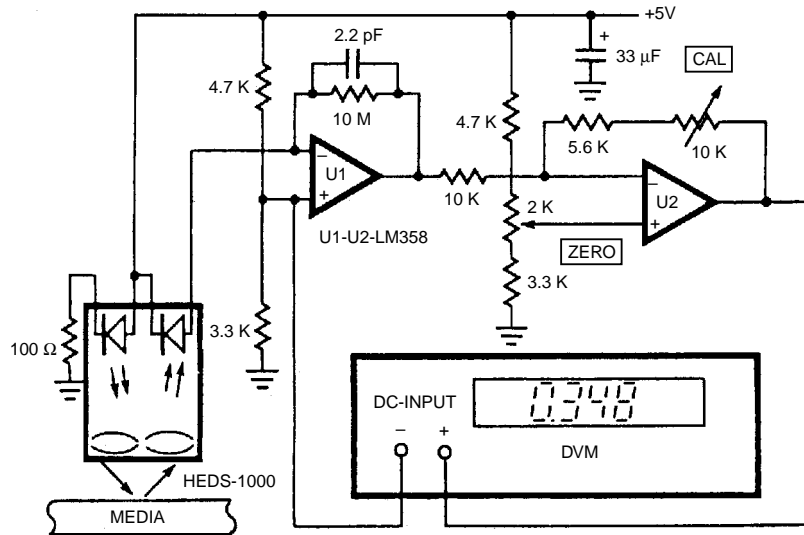 +5V
2.2 pF
+
33 µF
CAL
4.7 K
10 M
4.7 K
5.6 K
10 K
−
U1
+
10 K
−
U2
+
2 K
U1-U2-LM358
ZERO
3.3 K
3.3 K
100 Ω
DC-INPUT
0.348
− +
DVM
HEDS-1000
MEDIA